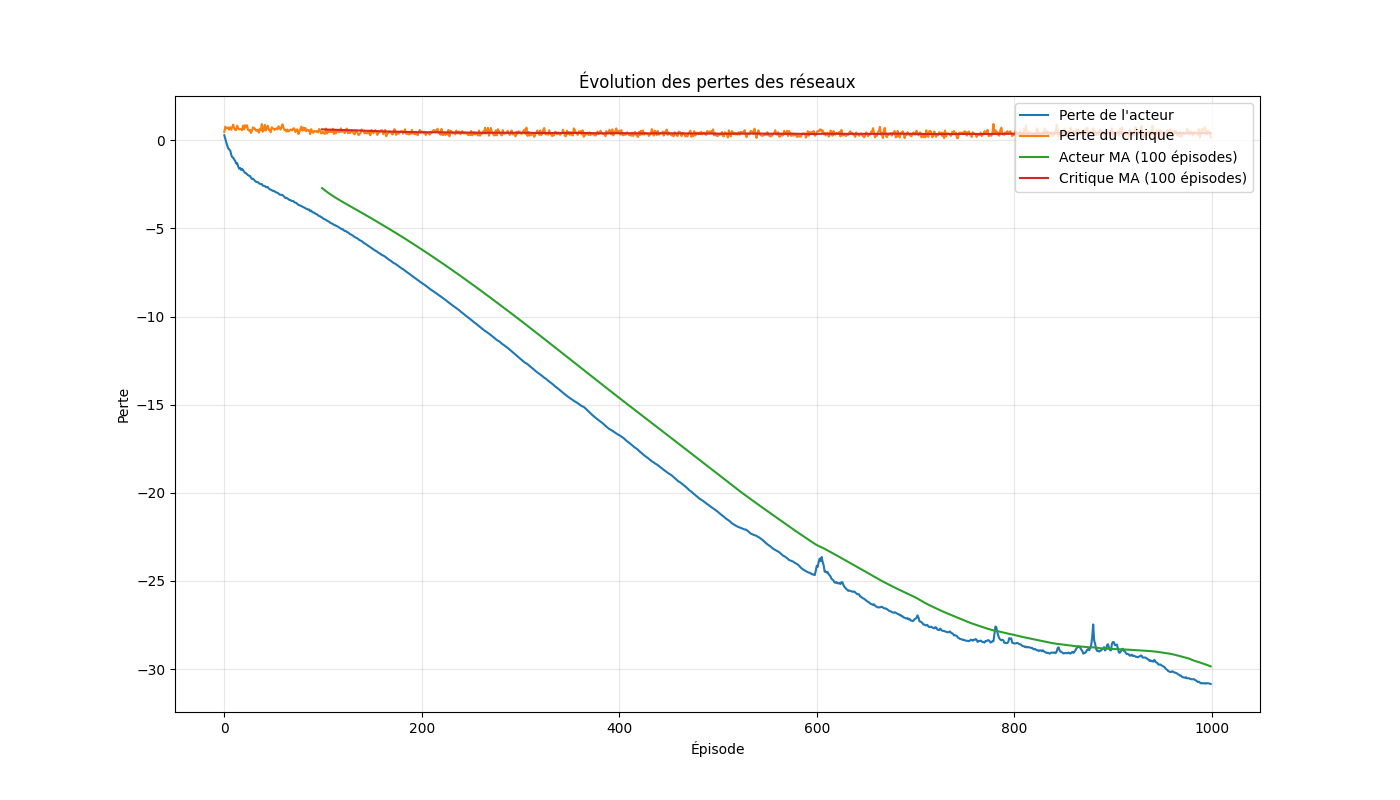 Évolution des pertes des réseaux
Perte de l'acteur
Perte du critique
Acteur MA (100 épisodes)
Critique MA (100 épisodes)
Perte
0
−5
−10
−15
−20
−25
−30
0
200
400
600
800
1000
Épisode